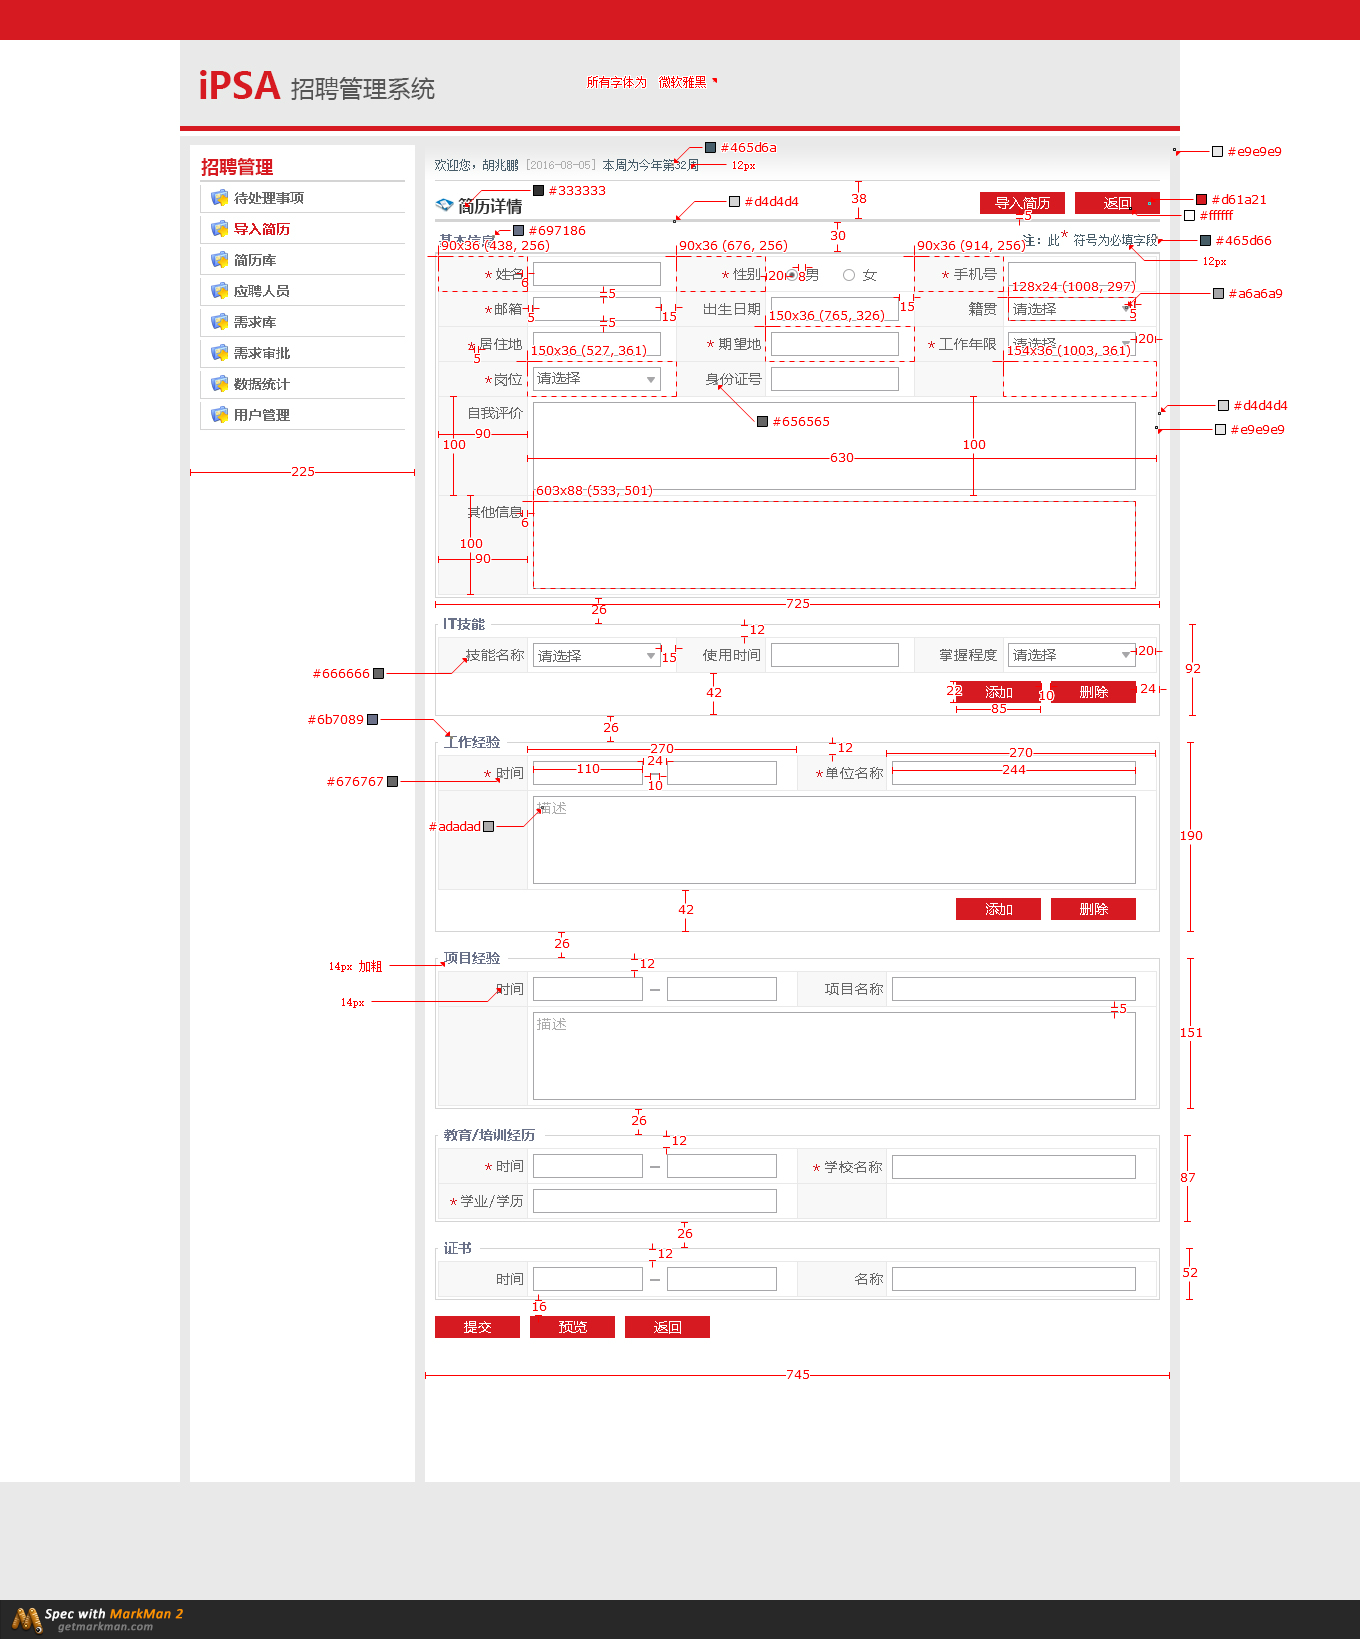 iPSA 招聘管理系统
所有字体为 微软雅黑
招聘管理
待处理事项
导入简历
简历库
应聘人员
需求库
需求审批
数据统计
用户管理
225
欢迎您，胡兆鹏 [2016-08-05] 本周为今年第32周
#465d6a
12px
#e9e9e9
简历详情
#333333
#d4d4d4
38
导入简历
返回
#d61a21
#ffffff
5
基本信息
#697186
30
注：此* 符号为必填字段
#465d66
12px
90x36 (438, 256)
90x36 (676, 256)
90x36 (914, 256)
*姓名
6
*性别
20
8
男
女
*手机号
128x24 (1008, 297)
#a6a6a9
*邮箱
5
5
5
15
出生日期
15
籍贯
请选择
5
150x36 (765, 326)
*居住地
5
*期望地
*工作年限
请选择
20
150x36 (527, 361)
154x36 (1003, 361)
*岗位
请选择
身份证号
#656565
#d4d4d4
#e9e9e9
自我评价
90
100
100
630
603x88 (533, 501)
其他信息
6
100
90
725
26
IT技能
12
技能名称
请选择
15
使用时间
掌握程度
请选择
20
92
#666666
42
22
添加
10
删除
24
85
#6b7089
26
工作经验
12
270
270
*时间
110
24
10
*单位名称
244
#676767
描述
#adadad
190
42
添加
删除
26
项目经验
14px 加粗
12
时间
14px
项目名称
5
描述
151
26
教育/培训经历
12
*时间
*学校名称
87
*学业/学历
26
证书
12
时间
名称
52
16
提交
预览
返回
745
Spec with MarkMan 2
getmarkman.com